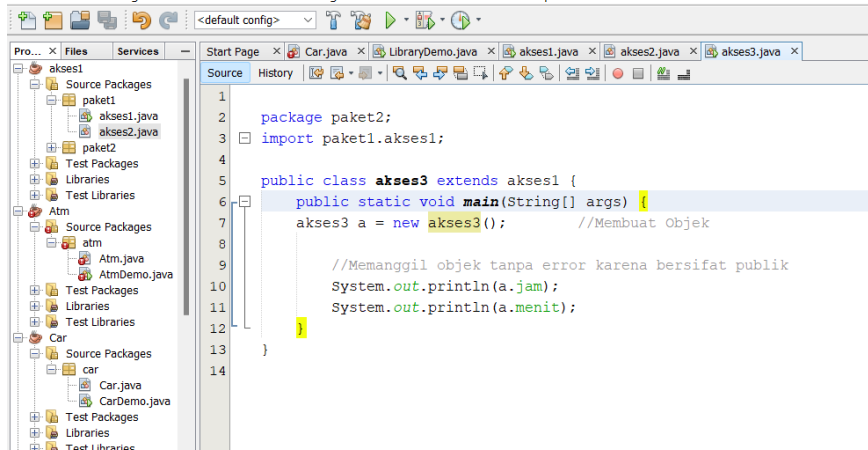 <default config>
Pro... × Files Services
Start Page × Car.java × LibraryDemo.java × akses1.java × akses2.java × akses3.java ×
Source History
akses1
Source Packages
paket1
akses1.java
akses2.java
paket2
Test Packages
Libraries
Test Libraries
Atm
Source Packages
atm
Atm.java
AtmDemo.java
Test Packages
Libraries
Test Libraries
Car
Source Packages
car
Car.java
CarDemo.java
Test Packages
Libraries
Test Libraries
1
2 package paket2;
3 import paket1.akses1;
4
5 public class akses3 extends akses1 {
6 public static void main(String[] args) {
7 akses3 a = new akses3(); //Membuat Objek
8
9 //Memanggil objek tanpa error karena bersifat publik
10 System.out.println(a.jam);
11 System.out.println(a.menit);
12 }
13 }
14